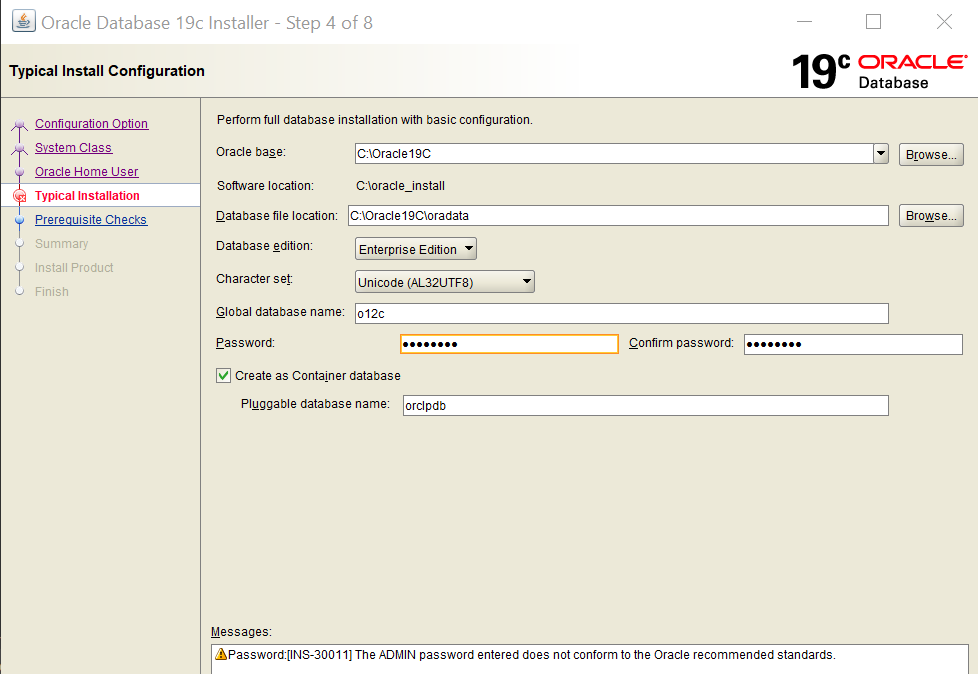 Oracle Database 19c Installer - Step 4 of 8
Typical Install Configuration
19c ORACLE
Database
Configuration Option
System Class
Oracle Home User
Typical Installation
Prerequisite Checks
Summary
Install Product
Finish
Perform full database installation with basic configuration.
Oracle base: C:\Oracle19C Browse...
Software location: C:\oracle_install
Database file location: C:\Oracle19C\oradata Browse...
Database edition: Enterprise Edition
Character set: Unicode (AL32UTF8)
Global database name: o12c
Password: •••••••• Confirm password: ••••••••
Create as Container database
Pluggable database name: orclpdb
Messages:
Password:[INS-30011] The ADMIN password entered does not conform to the Oracle recommended standards.